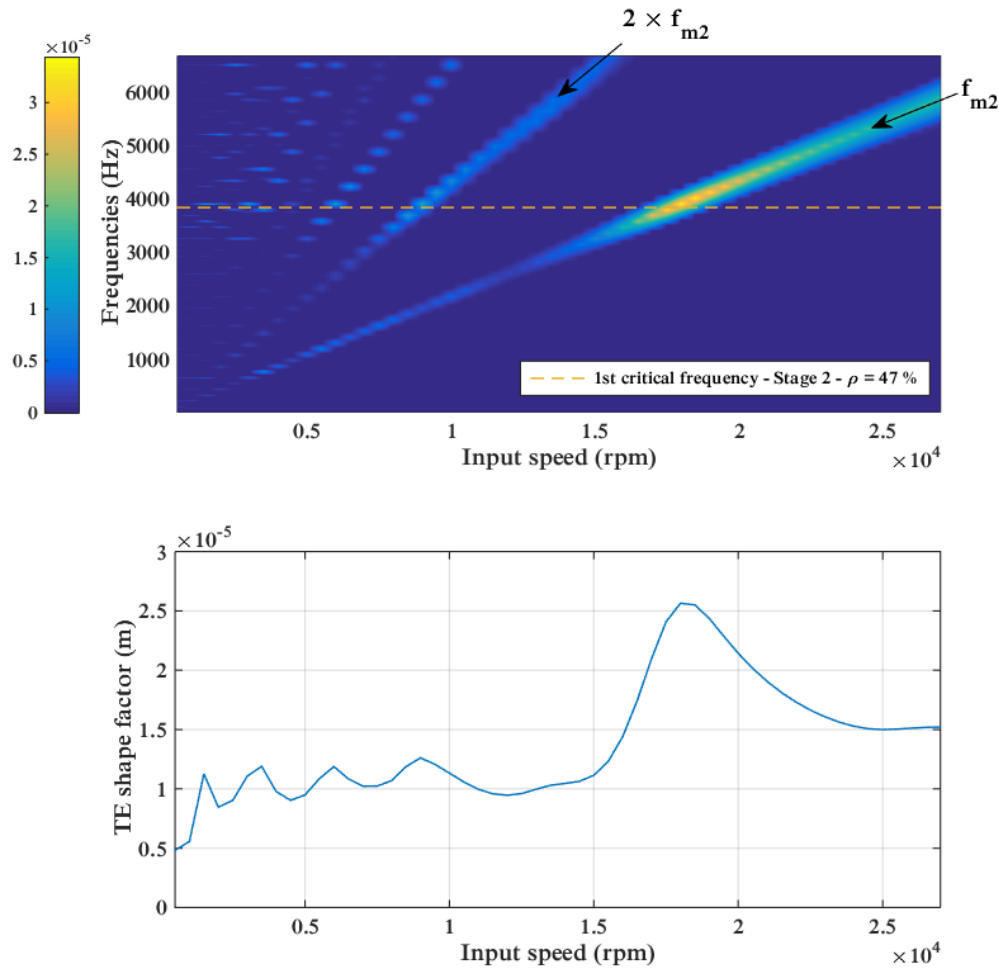 2 × f_m2
×10⁻⁵
f_m2
3
2.5
2
1.5
1
0.5
0
Frequencies (Hz)
6000
5000
4000
3000
2000
1000
1st critical frequency - Stage 2 - ρ = 47 %
0.5 1 1.5 2 2.5
Input speed (rpm)
×10⁴
×10⁻⁵
TE shape factor (m)
3
2.5
2
1.5
1
0.5
0
0.5 1 1.5 2 2.5
Input speed (rpm)
×10⁴